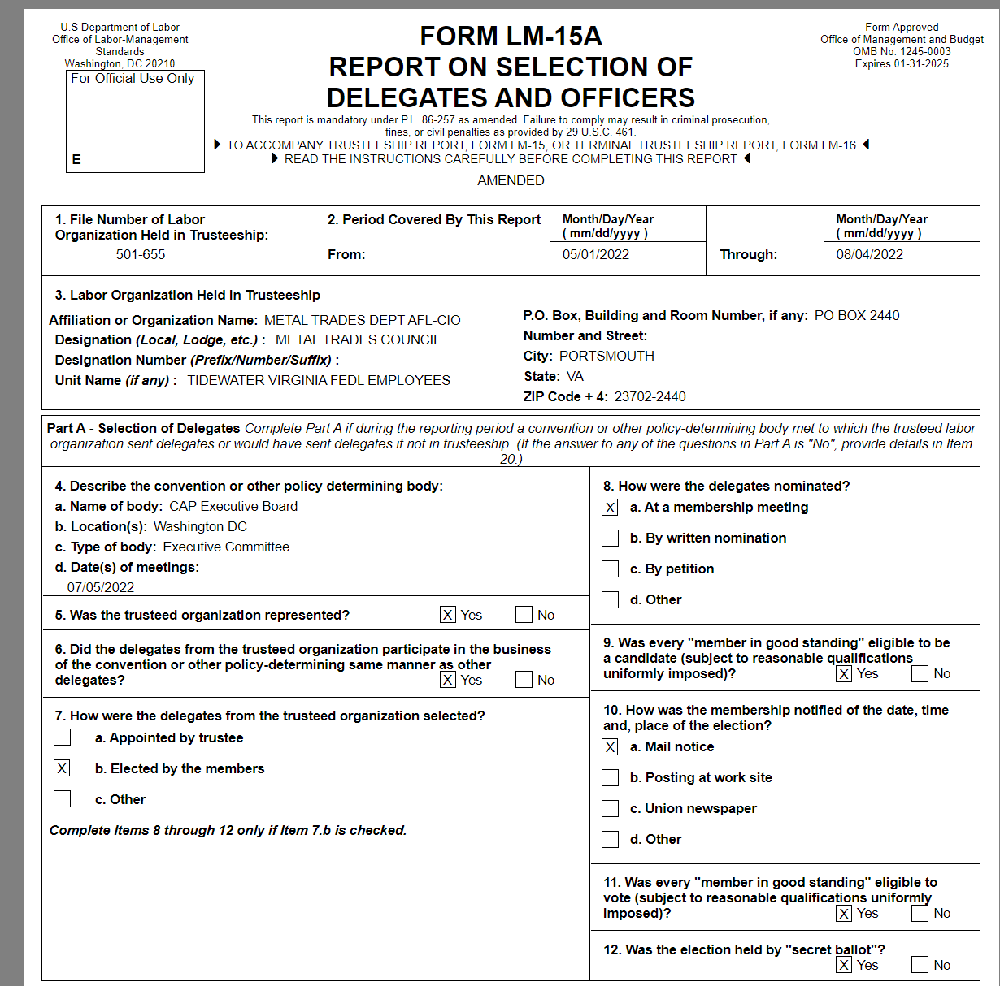 U.S Department of Labor
Office of Labor-Management
Standards
Washington, DC 20210
For Official Use Only
E
FORM LM-15A
REPORT ON SELECTION OF
DELEGATES AND OFFICERS
This report is mandatory under P.L. 86-257 as amended. Failure to comply may result in criminal prosecution,
fines, or civil penalties as provided by 29 U.S.C. 461.
TO ACCOMPANY TRUSTEESHIP REPORT, FORM LM-15, OR TERMINAL TRUSTEESHIP REPORT, FORM LM-16
READ THE INSTRUCTIONS CAREFULLY BEFORE COMPLETING THIS REPORT
AMENDED
Form Approved
Office of Management and Budget
OMB No. 1245-0003
Expires 01-31-2025
1. File Number of Labor
Organization Held in Trusteeship:
501-655
2. Period Covered By This Report
From:
Month/Day/Year
( mm/dd/yyyy )
05/01/2022
Through:
Month/Day/Year
( mm/dd/yyyy )
08/04/2022
3. Labor Organization Held in Trusteeship
Affiliation or Organization Name: METAL TRADES DEPT AFL-CIO
Designation (Local, Lodge, etc.) : METAL TRADES COUNCIL
Designation Number (Prefix/Number/Suffix) :
Unit Name (if any) : TIDEWATER VIRGINIA FEDL EMPLOYEES
P.O. Box, Building and Room Number, if any: PO BOX 2440
Number and Street:
City: PORTSMOUTH
State: VA
ZIP Code + 4: 23702-2440
Part A - Selection of Delegates Complete Part A if during the reporting period a convention or other policy-determining body met to which the trusteed labor
organization sent delegates or would have sent delegates if not in trusteeship. (If the answer to any of the questions in Part A is "No", provide details in Item
20.)
4. Describe the convention or other policy determining body:
a. Name of body: CAP Executive Board
b. Location(s): Washington DC
c. Type of body: Executive Committee
d. Date(s) of meetings:
07/05/2022
5. Was the trusteed organization represented? X Yes No
6. Did the delegates from the trusteed organization participate in the business
of the convention or other policy-determining same manner as other
delegates? X Yes No
7. How were the delegates from the trusteed organization selected?
a. Appointed by trustee
X b. Elected by the members
c. Other
Complete Items 8 through 12 only if Item 7.b is checked.
8. How were the delegates nominated?
X a. At a membership meeting
b. By written nomination
c. By petition
d. Other
9. Was every "member in good standing" eligible to be
a candidate (subject to reasonable qualifications
uniformly imposed)? X Yes No
10. How was the membership notified of the date, time
and, place of the election?
X a. Mail notice
b. Posting at work site
c. Union newspaper
d. Other
11. Was every "member in good standing" eligible to
vote (subject to reasonable qualifications uniformly
imposed)? X Yes No
12. Was the election held by "secret ballot"?
X Yes No